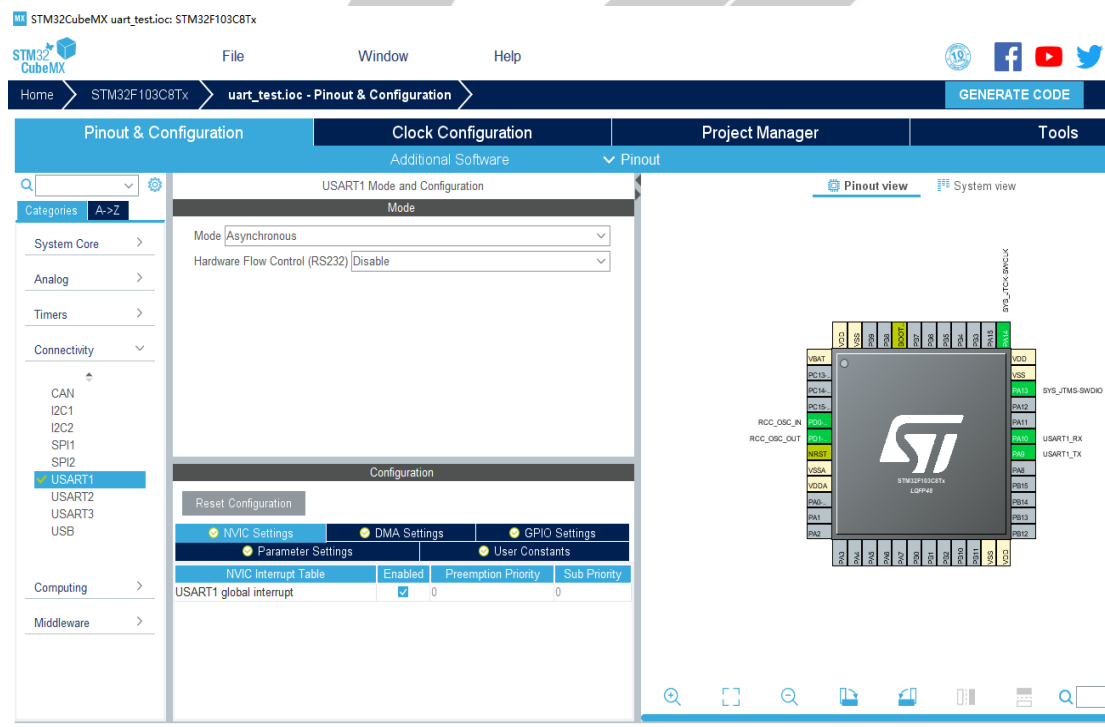 MX STM32CubeMX uart_test.ioc: STM32F103C8Tx
STM32 CubeMX
File Window Help
10
Home STM32F103C8Tx uart_test.ioc - Pinout & Configuration GENERATE CODE
Pinout & Configuration Clock Configuration Project Manager Tools
Additional Software Pinout
USART1 Mode and Configuration
Pinout view System view
Categories A->Z
Mode
System Core
Analog
Timers
Connectivity
CAN
I2C1
I2C2
SPI1
SPI2
USART1
USART2
USART3
USB
Computing
Middleware
Mode Asynchronous
Hardware Flow Control (RS232) Disable
Configuration
Reset Configuration
NVIC Settings DMA Settings GPIO Settings
Parameter Settings User Constants
NVIC Interrupt Table Enabled Preemption Priority Sub Priority
USART1 global interrupt 0 0
SYS_JTCK-SWCLK
VDD VSS PB9 PB8 BOOT.. PB7 PB6 PB5 PB4 PB3 PA15 PA14
VBAT
PC13-..
PC14-..
PC15-..
RCC_OSC_IN PD0-..
RCC_OSC_OUT PD1-..
NRST
VSSA
VDDA
PA0-..
PA1
PA2
STM32F103C8Tx
LQFP48
VDD
VSS
PA13 SYS_JTMS-SWDIO
PA12
PA11
PA10 USART1_RX
PA9 USART1_TX
PA8
PB15
PB14
PB13
PB12
PA3 PA4 PA5 PA6 PA7 PB0 PB1 PB2 PB10 PB11 VSS VDD